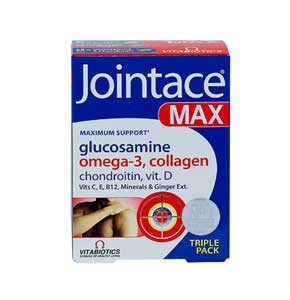 Jointace®
MAX
MAXIMUM SUPPORT
glucosamine
omega-3, collagen
chondroitin, vit. D
Vits C, E, B12, Minerals & Ginger Ext.
VITABIOTICS
TRIPLE
PACK